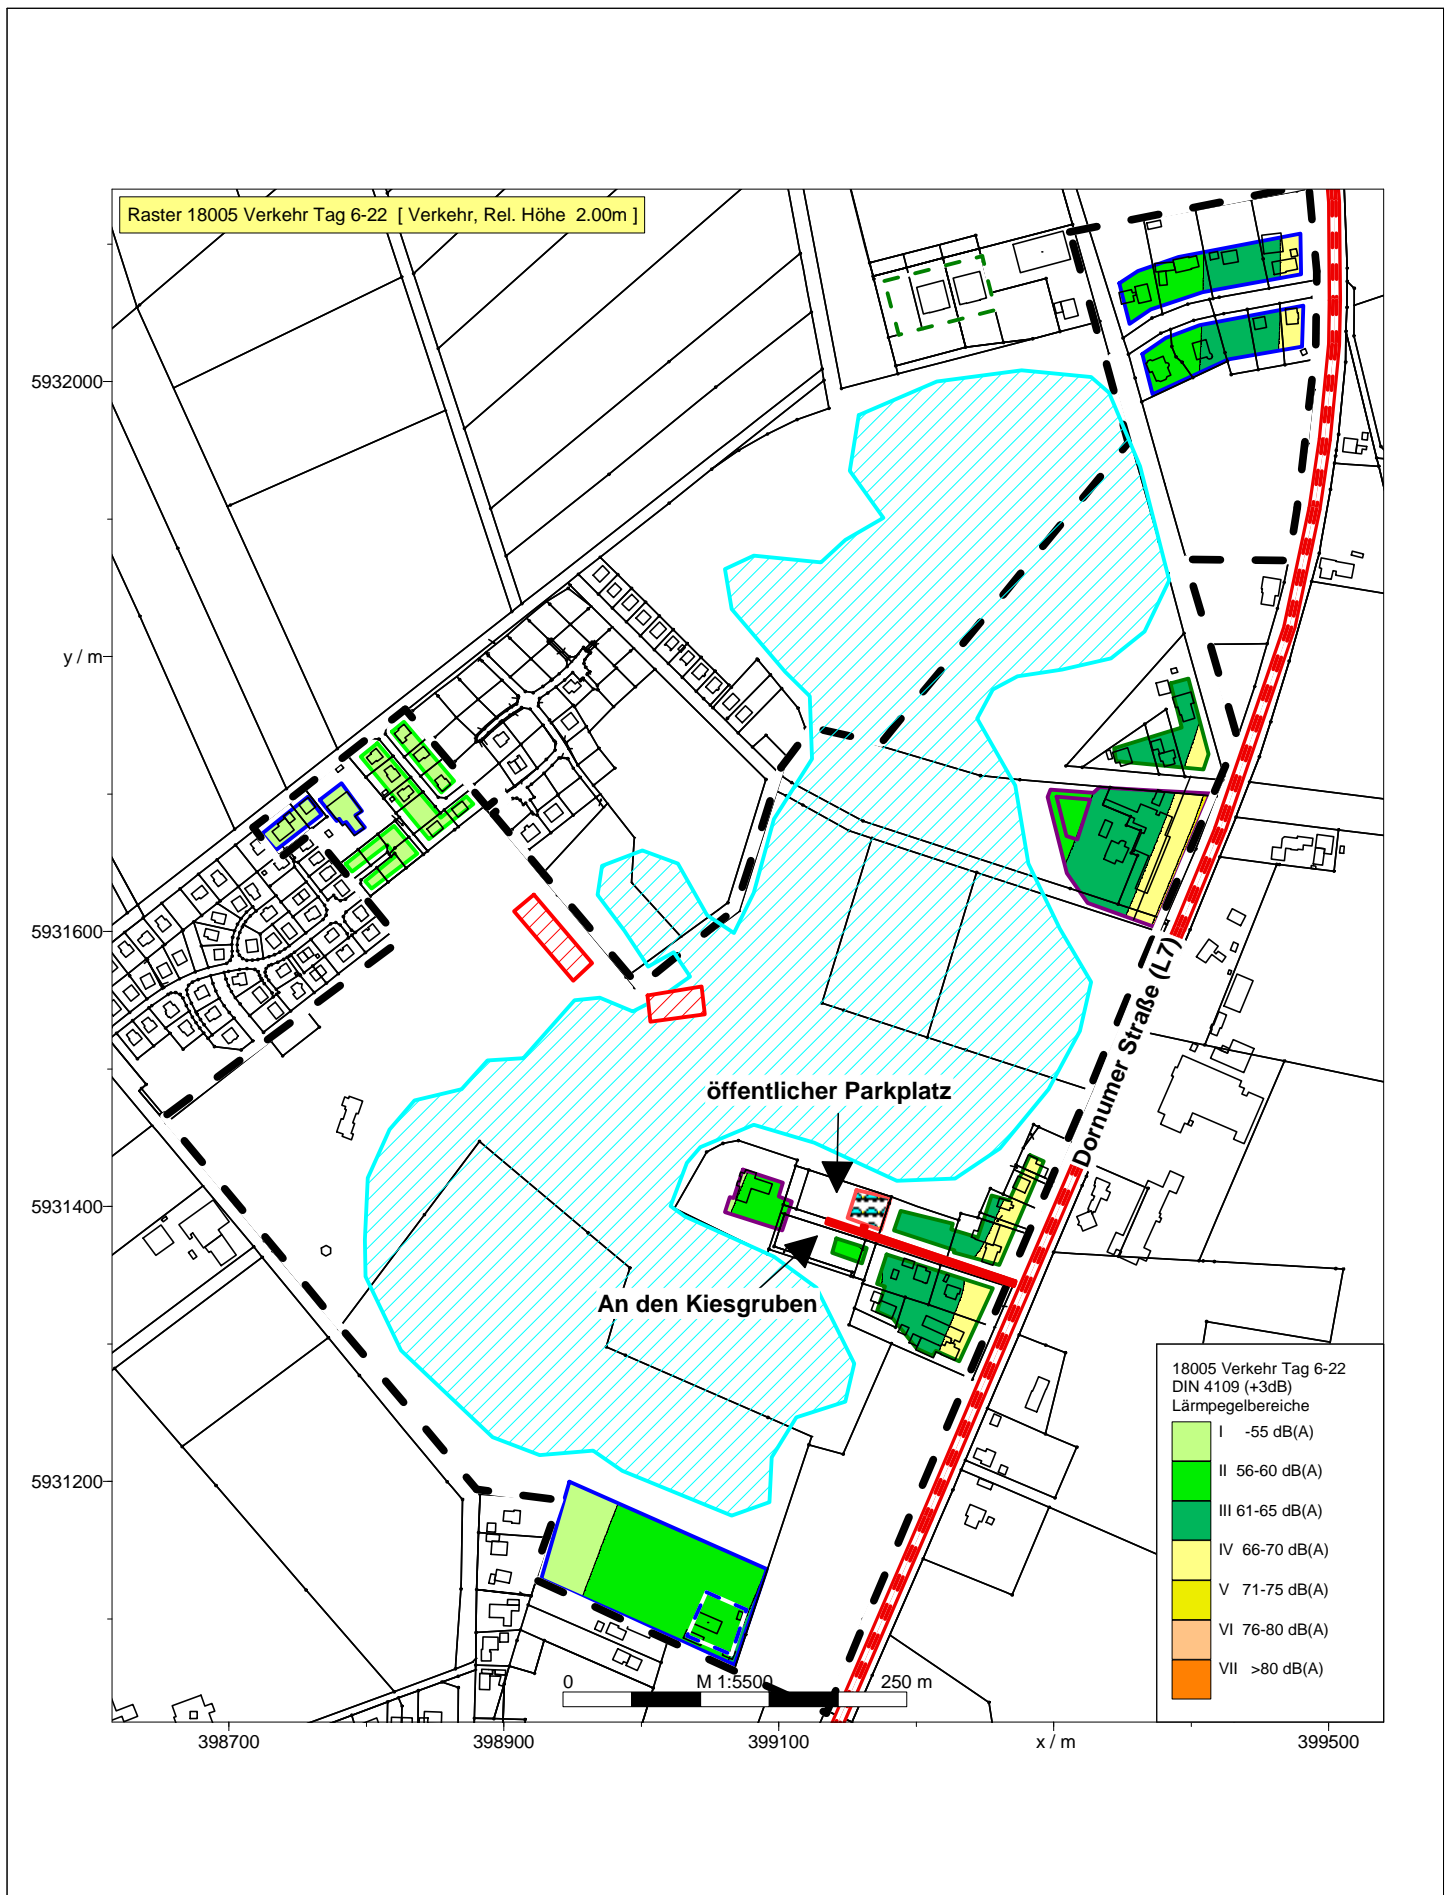 Raster 18005 Verkehr Tag 6-22  [ Verkehr, Rel. Höhe  2.00m ]
5932000
y / m
5931600
Dornumer Straße (L7)
öffentlicher Parkplatz
5931400
An den Kiesgruben
18005 Verkehr Tag 6-22
DIN 4109 (+3dB)
Lärmpegelbereiche
I -55 dB(A)
II 56-60 dB(A)
III 61-65 dB(A)
IV 66-70 dB(A)
V 71-75 dB(A)
VI 76-80 dB(A)
VII >80 dB(A)
5931200
0 M 1:5500 250 m
398700 398900 399100 x / m 399500